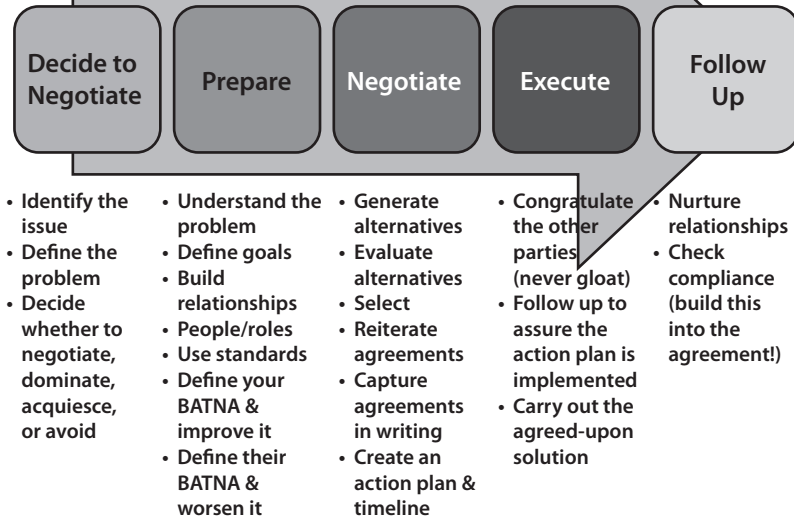 Decide to
Negotiate
Prepare
Negotiate
Execute
Follow
Up
• Identify the
issue
• Define the
problem
• Decide
whether to
negotiate,
dominate,
acquiesce,
or avoid
• Understand the
problem
• Define goals
• Build
relationships
• People/roles
• Use standards
• Define your
BATNA &
improve it
• Define their
BATNA &
worsen it
• Generate
alternatives
• Evaluate
alternatives
• Select
• Reiterate
agreements
• Capture
agreements
in writing
• Create an
action plan &
timeline
• Congratulate
the other
parties
(never gloat)
• Follow up to
assure the
action plan is
implemented
• Carry out the
agreed-upon
solution
• Nurture
relationships
• Check
compliance
(build this
into the
agreement!)